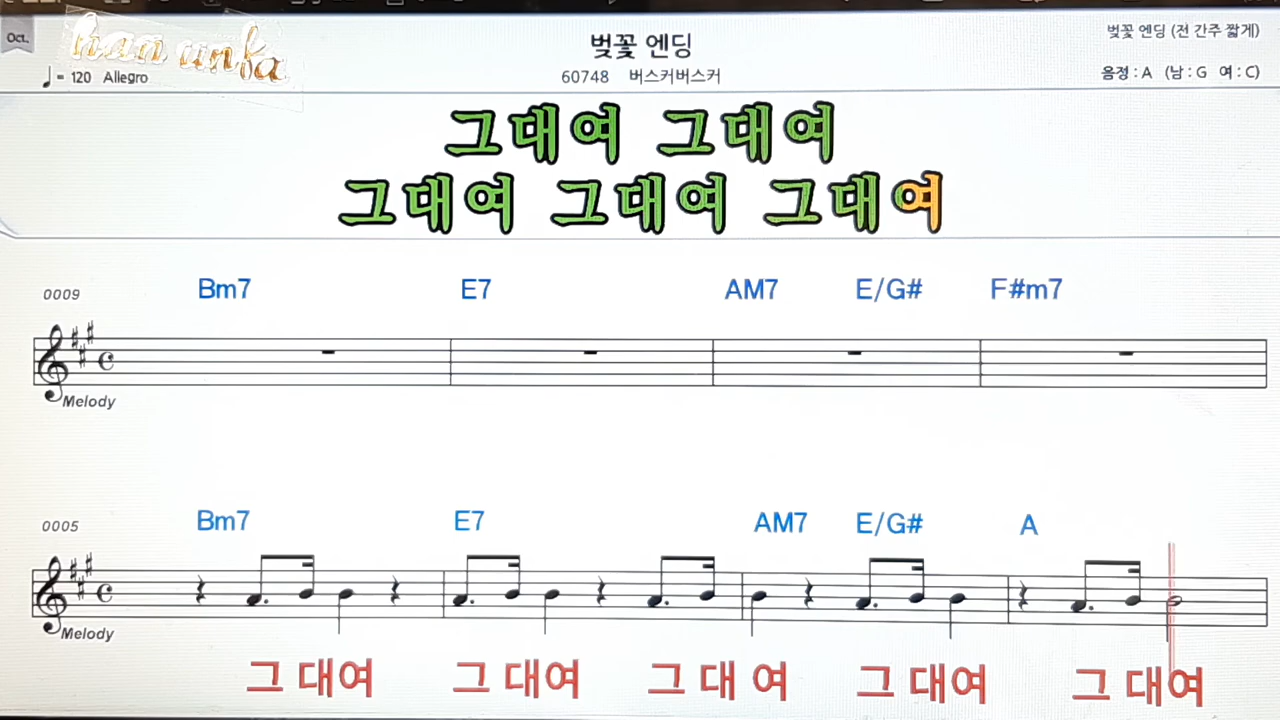 Oct.
han unfa
벚꽃 엔딩
벚꽃 엔딩 (전 간주 짧게)
♩= 120 Allegro
60748 버스커버스커
음정 : A (남 : G 여 : C)
그대여 그대여
그대여 그대여 그대여
0009 Bm7 E7 AM7 E/G# F#m7
Melody
0005 Bm7 E7 AM7 E/G# A
Melody
그 대여 그 대여 그 대 여 그 대여 그 대여